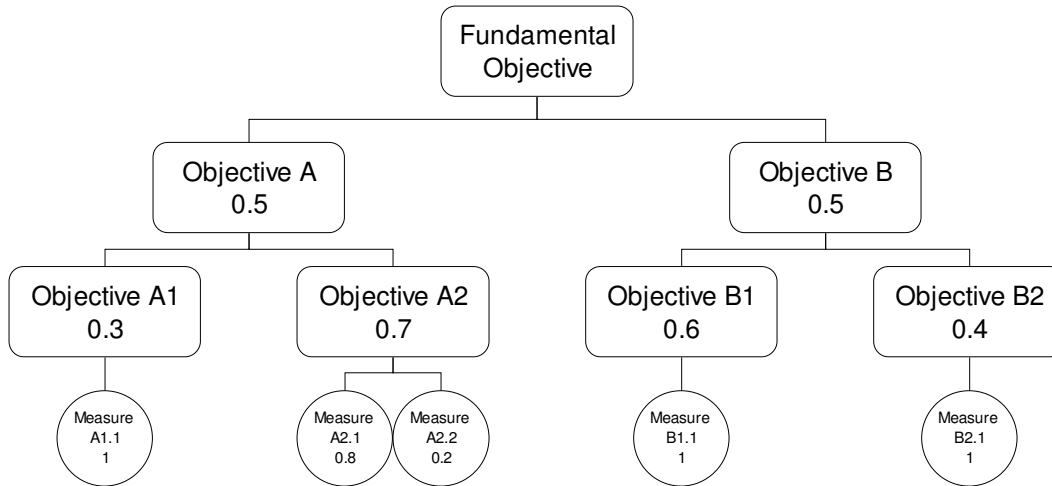 Fundamental
Objective
Objective A
0.5
Objective B
0.5
Objective A1
0.3
Objective A2
0.7
Objective B1
0.6
Objective B2
0.4
Measure
A1.1
1
Measure
A2.1
0.8
Measure
A2.2
0.2
Measure
B1.1
1
Measure
B2.1
1